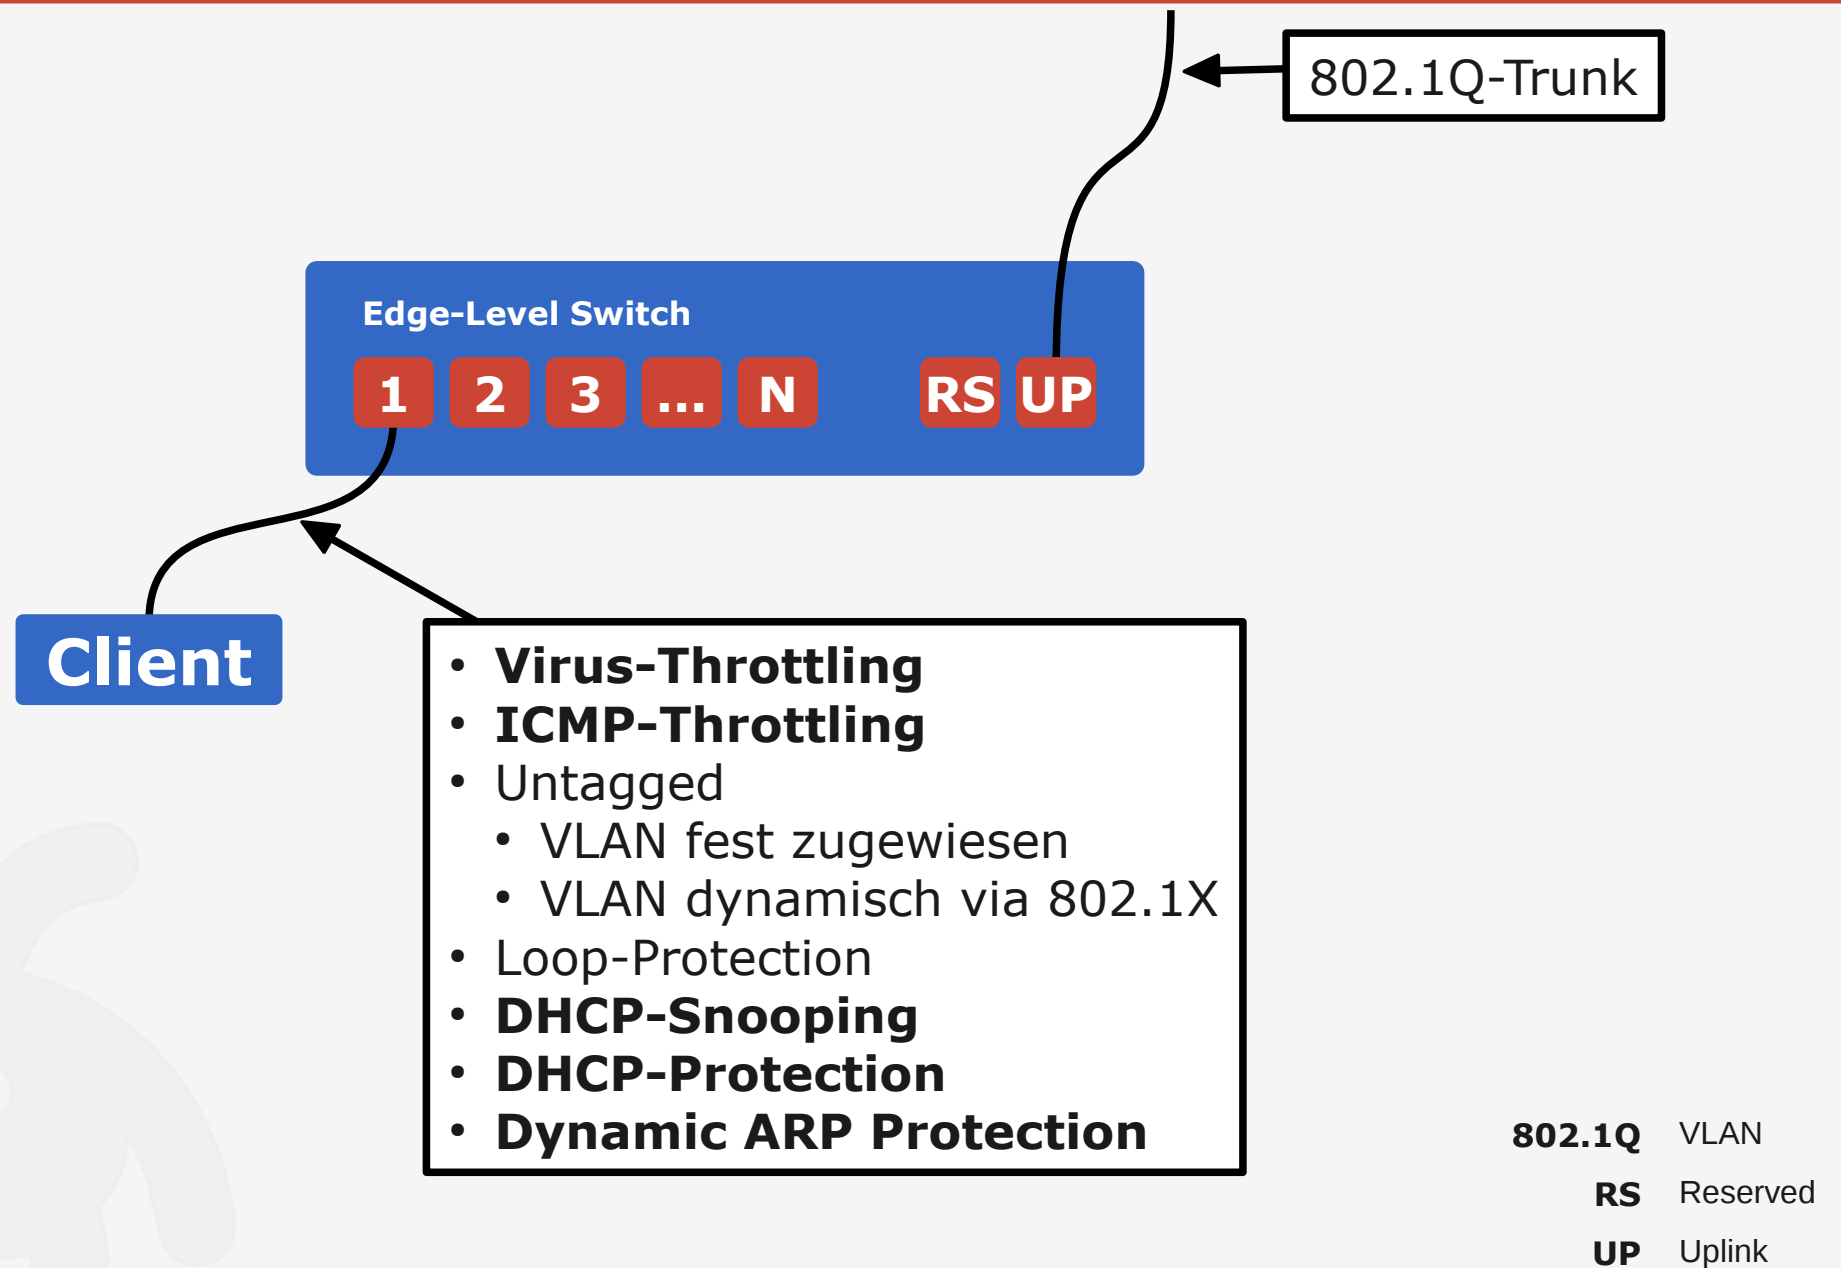 802.1Q-Trunk
Edge-Level Switch
1 2 3 ... N RS UP
Client
• Virus-Throttling
• ICMP-Throttling
• Untagged
• VLAN fest zugewiesen
• VLAN dynamisch via 802.1X
• Loop-Protection
• DHCP-Snooping
• DHCP-Protection
• Dynamic ARP Protection
802.1Q VLAN
RS Reserved
UP Uplink